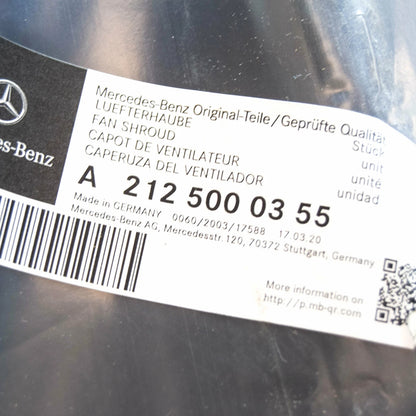 Mercedes-Benz Original-Teile/Geprüfte Qualität
LUEFTERHAUBE Stück
FAN SHROUD unit
CAPOT DE VENTILATEUR unité
CAPERUZA DEL VENTILADOR unidad
A 212 500 03 55
Made in GERMANY 0060/2003/17588 17.03.20
Mercedes-Benz AG, Mercedesstr. 120, 70372 Stuttgart, Germany
More information on
http://p.mb-qr.com/
des-Benz